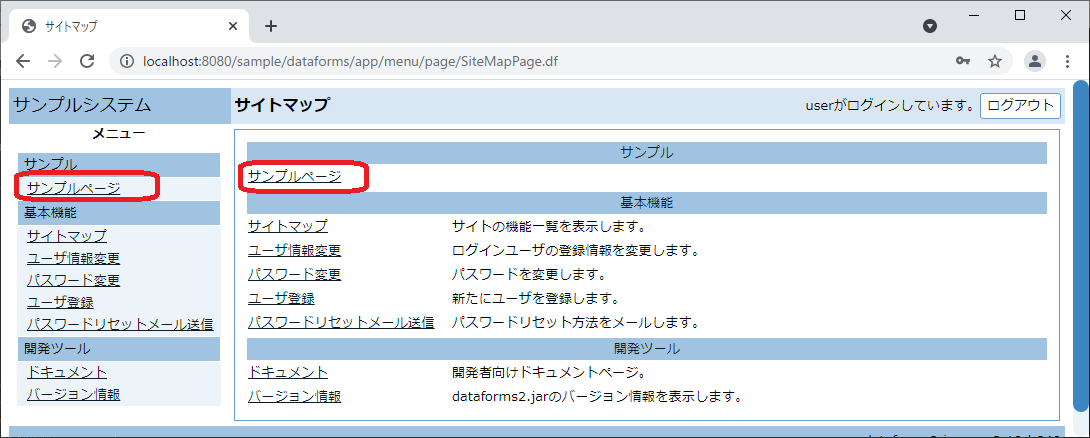 サイトマップ
localhost:8080/sample/dataforms/app/menu/page/SiteMapPage.df
サンプルシステム
サイトマップ
userがログインしています。 ログアウト
メニュー
サンプル
サンプルページ
基本機能
サイトマップ
ユーザ情報変更
パスワード変更
ユーザ登録
パスワードリセットメール送信
開発ツール
ドキュメント
バージョン情報
サンプル
サンプルページ
基本機能
サイトマップ サイトの機能一覧を表示します。
ユーザ情報変更 ログインユーザの登録情報を変更します。
パスワード変更 パスワードを変更します。
ユーザ登録 新たにユーザを登録します。
パスワードリセットメール送信 パスワードリセット方法をメールします。
開発ツール
ドキュメント 開発者向けドキュメントページ。
バージョン情報 dataforms2.jarのバージョン情報を表示します。